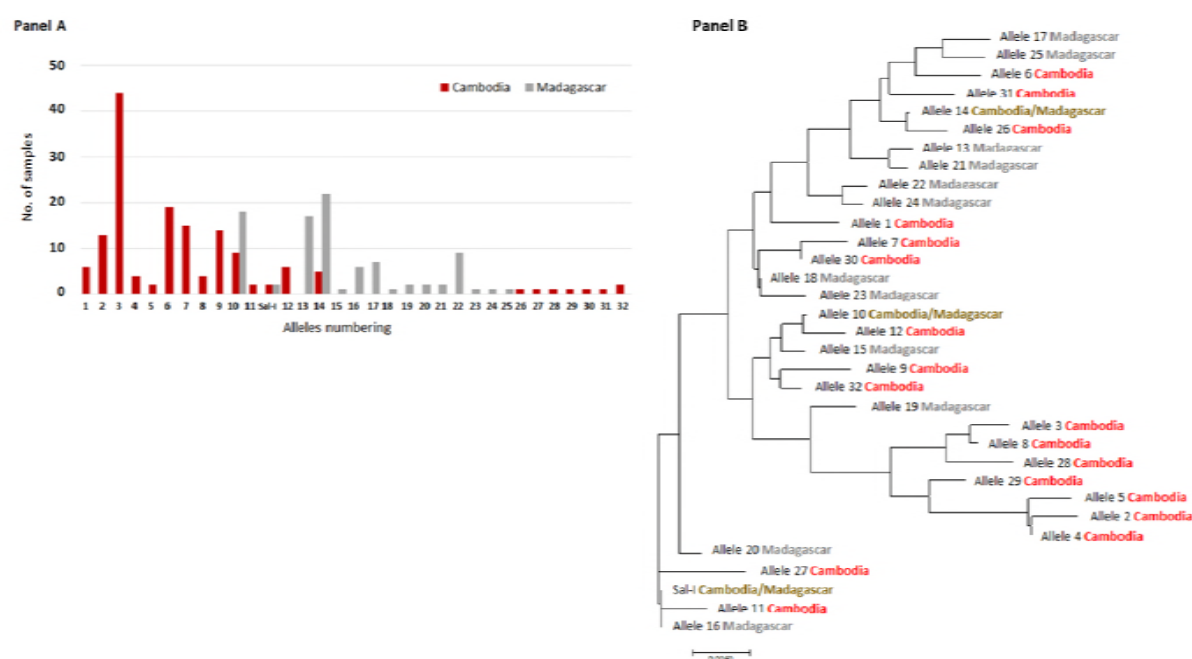 Panel A
50
40
30
20
10
0
No. of samples
Cambodia Madagascar
1 2 3 4 5 6 7 8 9 10 11 Sal-I 12 13 14 15 16 17 18 19 20 21 22 23 24 25 26 27 28 29 30 31 32
Alleles numbering
Panel B
Allele 17 Madagascar
Allele 25 Madagascar
Allele 6 Cambodia
Allele 31 Cambodia
Allele 14 Cambodia/Madagascar
Allele 26 Cambodia
Allele 13 Madagascar
Allele 21 Madagascar
Allele 22 Madagascar
Allele 24 Madagascar
Allele 1 Cambodia
Allele 7 Cambodia
Allele 30 Cambodia
Allele 18 Madagascar
Allele 23 Madagascar
Allele 10 Cambodia/Madagascar
Allele 12 Cambodia
Allele 15 Madagascar
Allele 9 Cambodia
Allele 32 Cambodia
Allele 19 Madagascar
Allele 3 Cambodia
Allele 8 Cambodia
Allele 28 Cambodia
Allele 29 Cambodia
Allele 5 Cambodia
Allele 2 Cambodia
Allele 4 Cambodia
Allele 20 Madagascar
Allele 27 Cambodia
Sal-I Cambodia/Madagascar
Allele 11 Cambodia
Allele 16 Madagascar